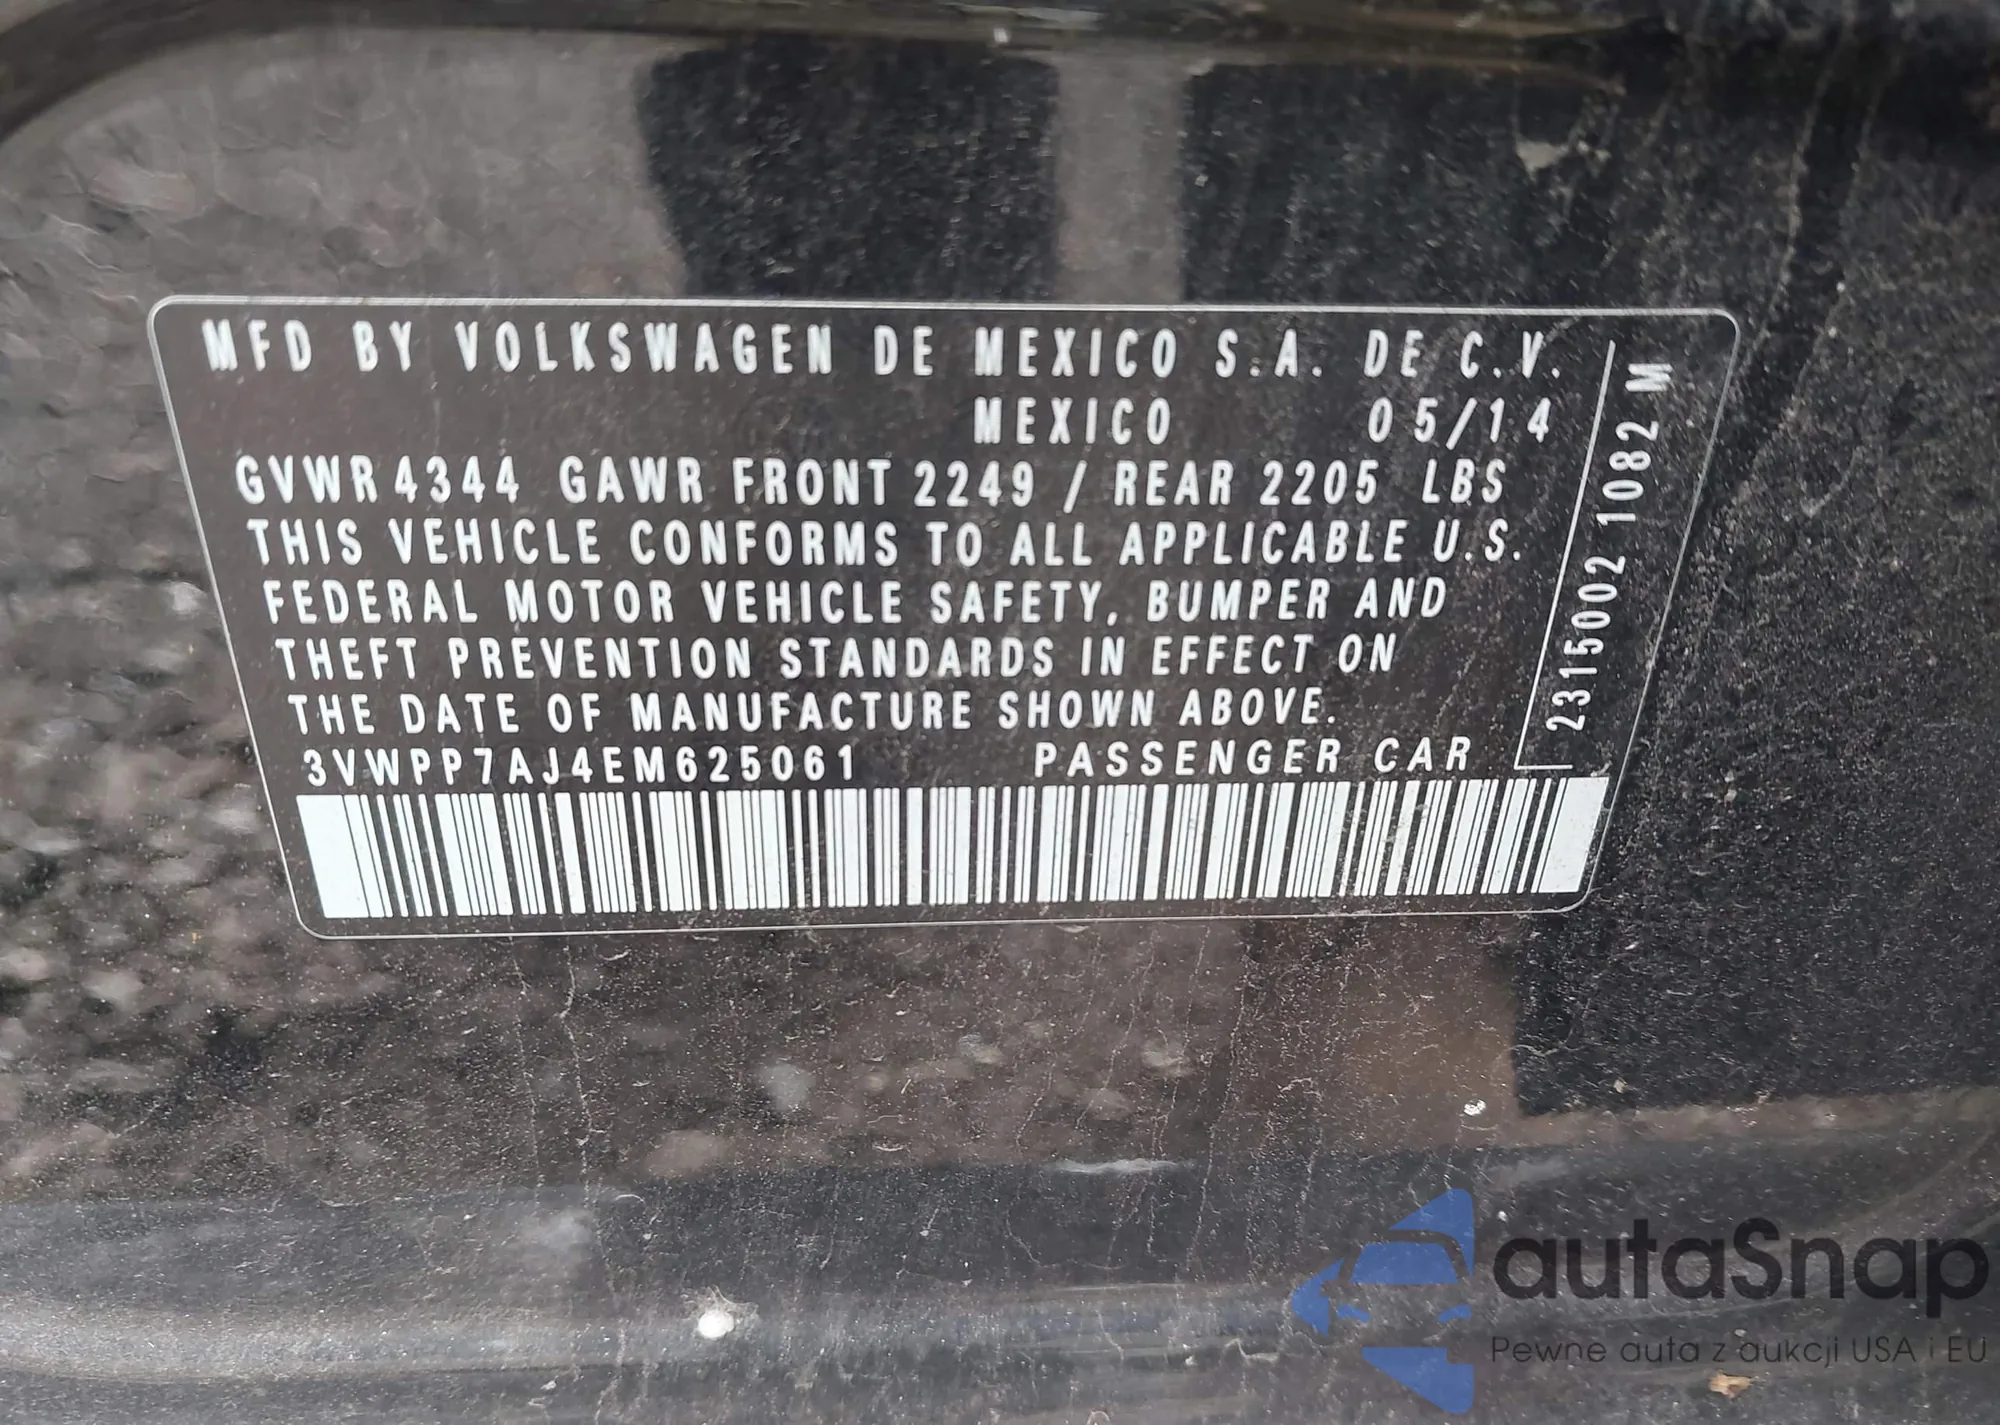 MFD BY VOLKSWAGEN DE MEXICO S.A. DE C.V.
MEXICO 05/14
GVWR 4344 GAWR FRONT 2249 / REAR 2205 LBS
THIS VEHICLE CONFORMS TO ALL APPLICABLE U.S.
FEDERAL MOTOR VEHICLE SAFETY, BUMPER AND
THEFT PREVENTION STANDARDS IN EFFECT ON
THE DATE OF MANUFACTURE SHOWN ABOVE.
3VWPP7AJ4EM625061 PASSENGER CAR
2315002 1082 M
autaSnap
Pewne auta z aukcji USA i EU